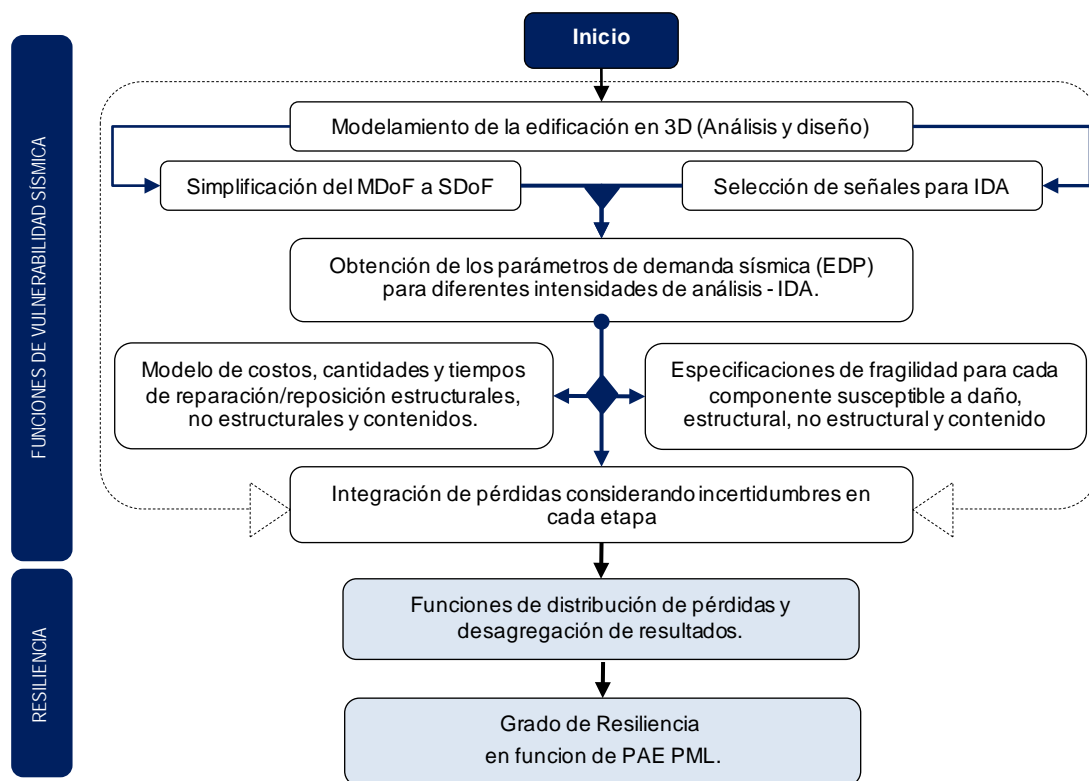 Inicio
FUNCIONES DE VULNERABILIDAD SÍSMICA
Modelamiento de la edificación en 3D (Análisis y diseño)
Simplificación del MDoF a SDoF
Selección de señales para IDA
Obtención de los parámetros de demanda sísmica (EDP)
para diferentes intensidades de análisis - IDA.
Modelo de costos, cantidades y tiempos
de reparación/reposición estructurales,
no estructurales y contenidos.
Especificaciones de fragilidad para cada
componente susceptible a daño,
estructural, no estructural y contenido
Integración de pérdidas considerando incertidumbres en
cada etapa
RESILIENCIA
Funciones de distribución de pérdidas y
desagregación de resultados.
Grado de Resiliencia
en funcion de PAE PML.